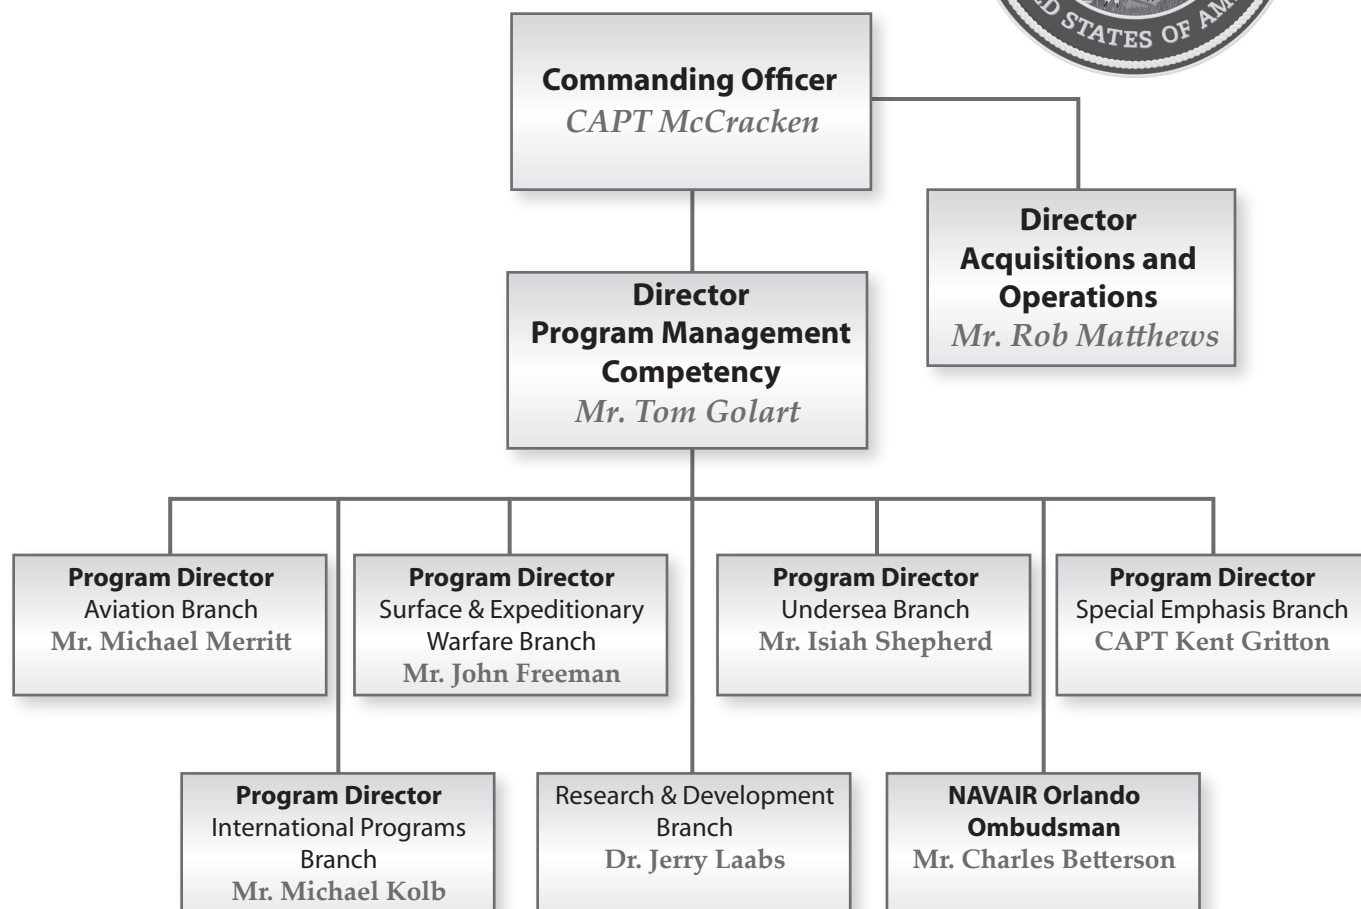 STATES OF
Commanding Officer
CAPT McCracken
Director
Acquisitions and
Operations
Mr. Rob Matthews
Director
Program Management
Competency
Mr. Tom Golart
Program Director
Aviation Branch
Mr. Michael Merritt
Program Director
Surface & Expeditionary
Warfare Branch
Mr. John Freeman
Program Director
Undersea Branch
Mr. Isiah Shepherd
Program Director
Special Emphasis Branch
CAPT Kent Gritton
Program Director
International Programs
Branch
Mr. Michael Kolb
Research & Development
Branch
Dr. Jerry Laabs
NAVAIR Orlando
Ombudsman
Mr. Charles Betterson